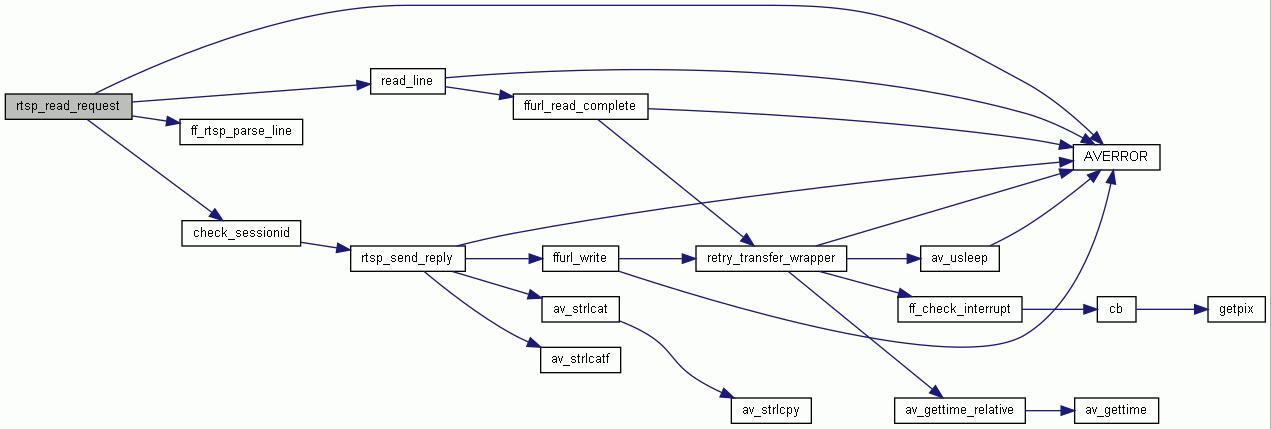 rtsp_read_request
read_line
ffurl_read_complete
ff_rtsp_parse_line
AVERROR
check_sessionid
rtsp_send_reply
ffurl_write
retry_transfer_wrapper
av_usleep
av_strlcat
ff_check_interrupt
cb
getpix
av_strlcatf
av_strlcpy
av_gettime_relative
av_gettime